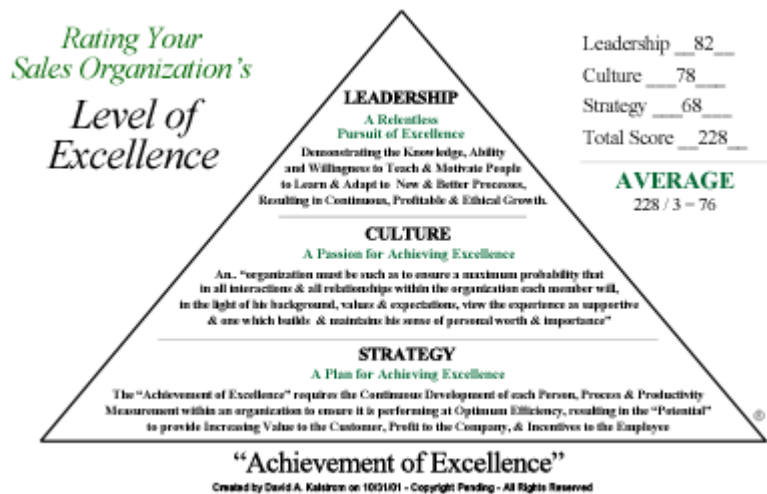 Rating Your
Sales Organization's
Level of
Excellence
Leadership __82__
Culture ___78___
Strategy ___68___
Total Score __228__
AVERAGE
228 / 3 = 76
LEADERSHIP
A Relentless
Pursuit of Excellence
Demonstrating the Knowledge, Ability
and Willingness to Teach & Motivate People
to Learn & Adapt to New & Better Processes,
Resulting in Continuous, Profitable & Ethical Growth.
CULTURE
A Passion for Achieving Excellence
An.. "organization must be such as to ensure a maximum probability that
in all interactions & all relationships within the organization each member will,
in the light of his background, values & expectations, view the experience as supportive
& one which builds & maintains his sense of personal worth & importance"
STRATEGY
A Plan for Achieving Excellence
The "Achievement of Excellence" requires the Continuous Development of each Person, Process & Productivity
Measurement within an organization to ensure it is performing at Optimum Efficiency, resulting in the "Potential"
to provide Increasing Value to the Customer, Profit to the Company, & Incentives to the Employee
®
"Achievement of Excellence"
Created by David A. Kalstrom on 10/31/01 - Copyright Pending - All Rights Reserved